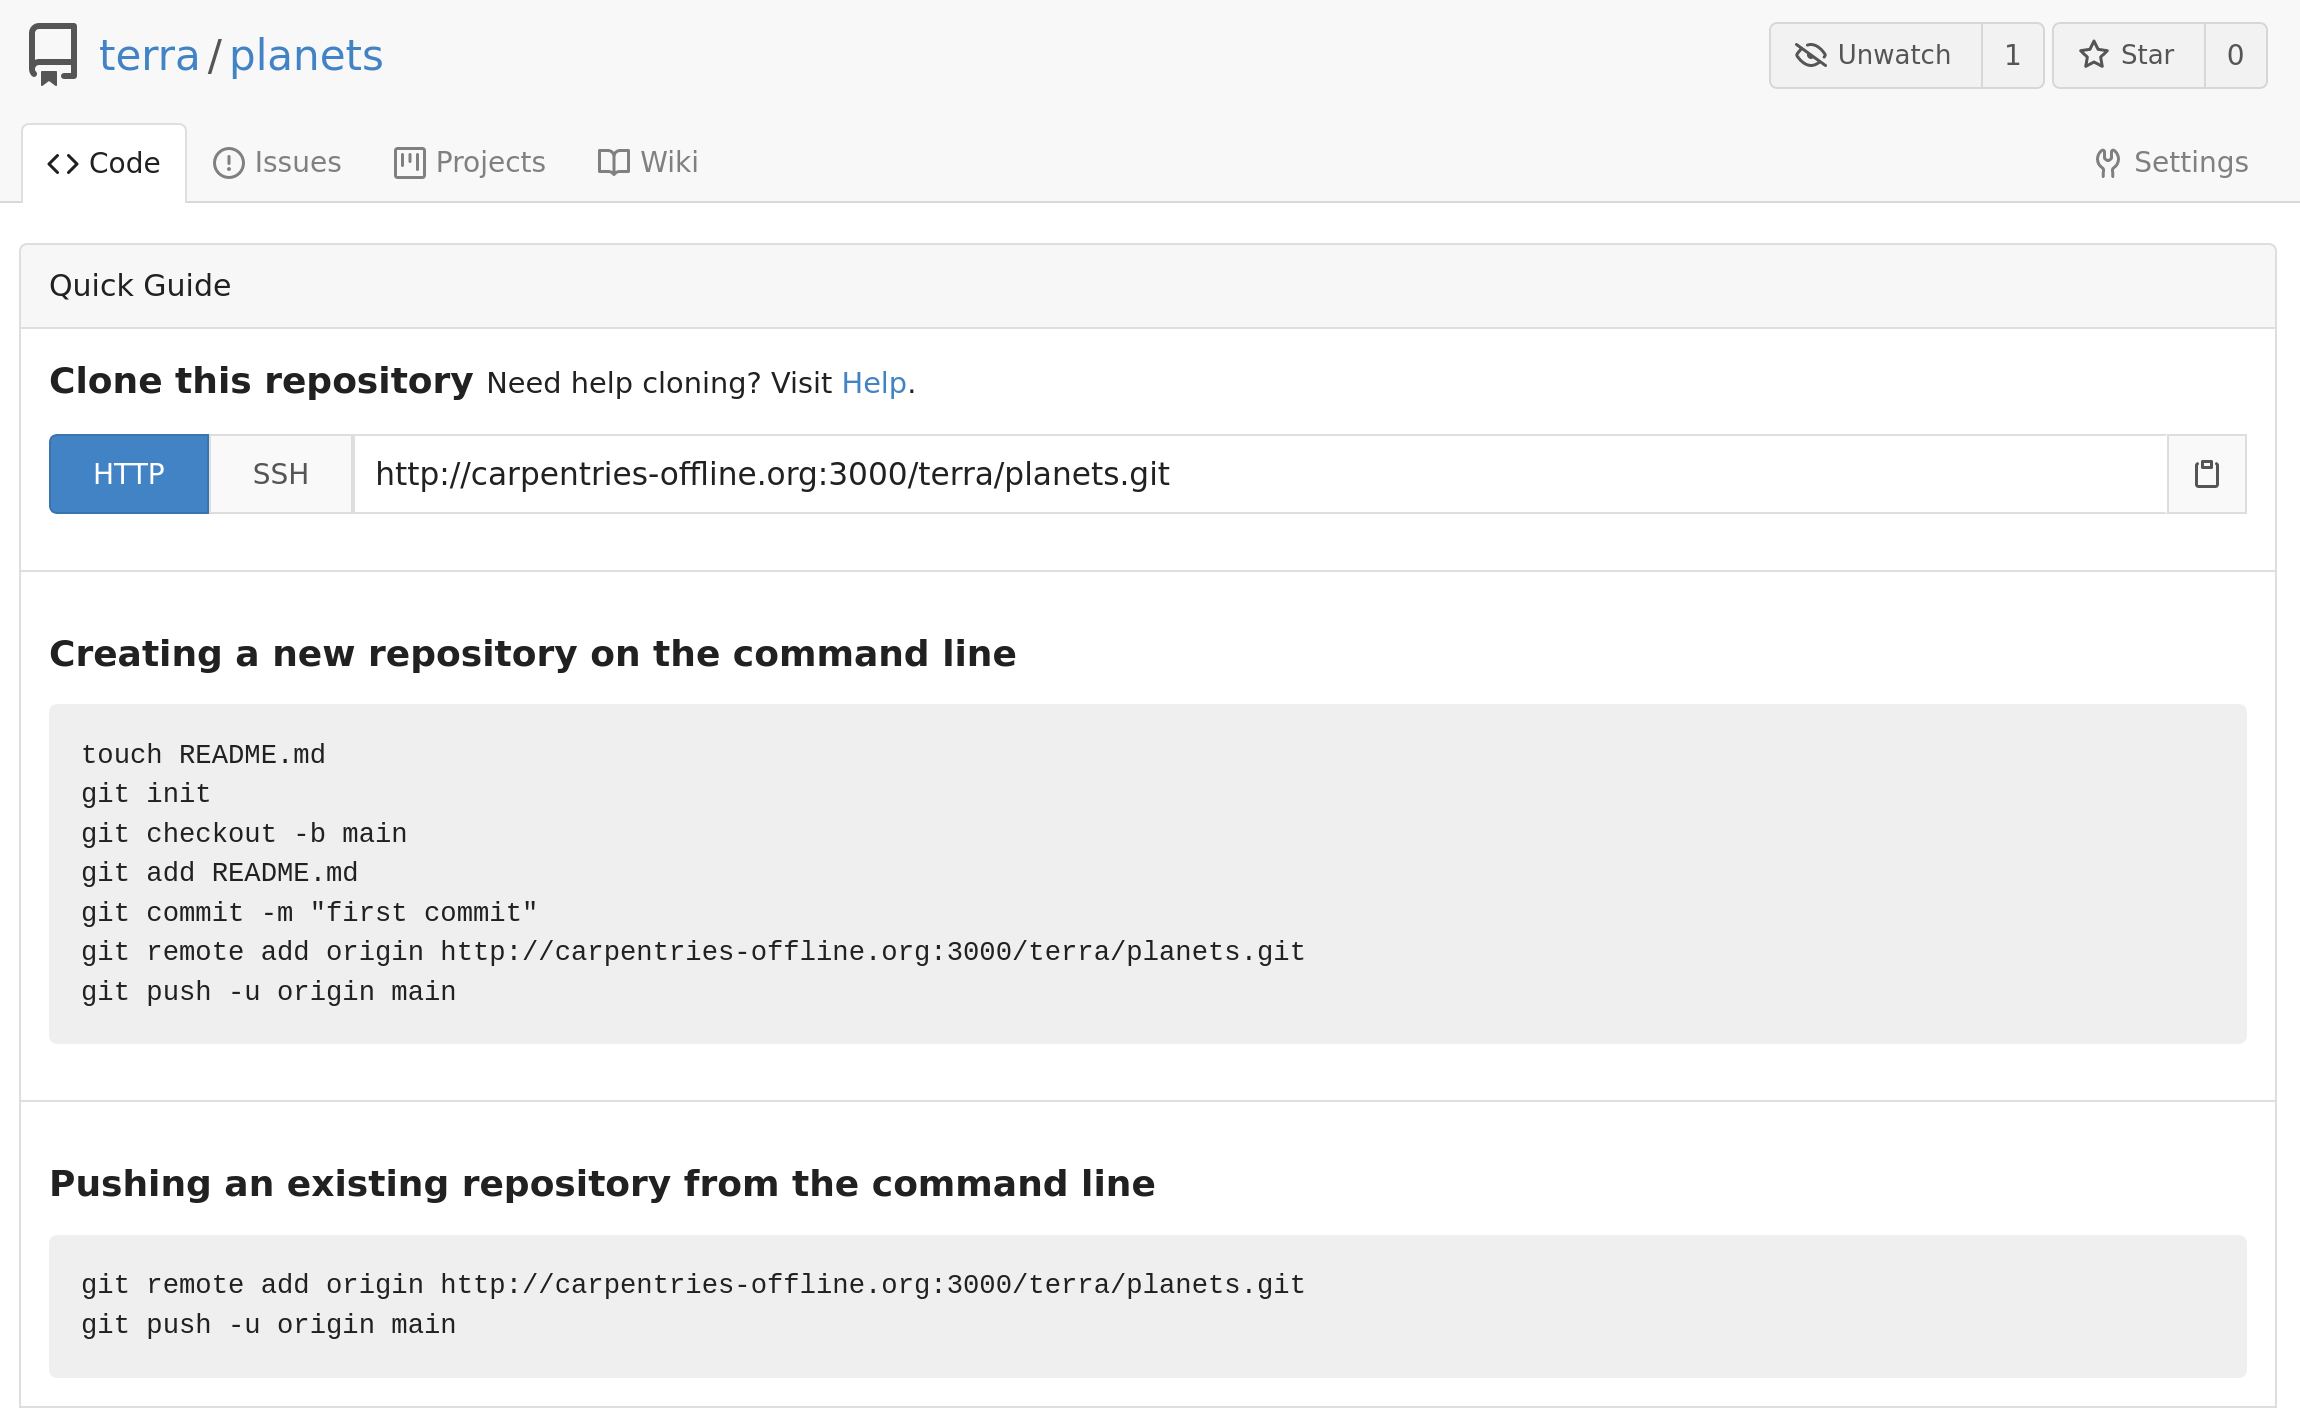 terra / planets
Unwatch 1 Star 0
Code Issues Projects Wiki Settings
Quick Guide
Clone this repository Need help cloning? Visit Help.
HTTP SSH http://carpentries-offline.org:3000/terra/planets.git
Creating a new repository on the command line
touch README.md
git init
git checkout -b main
git add README.md
git commit -m "first commit"
git remote add origin http://carpentries-offline.org:3000/terra/planets.git
git push -u origin main
Pushing an existing repository from the command line
git remote add origin http://carpentries-offline.org:3000/terra/planets.git
git push -u origin main